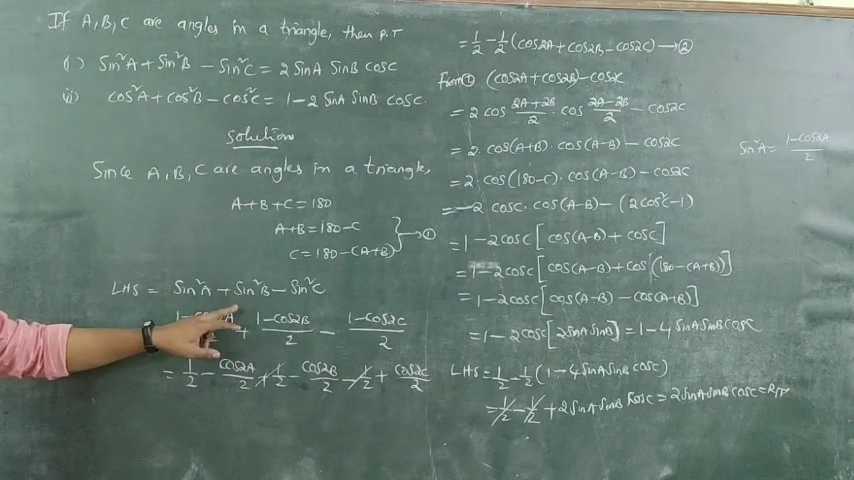 If A, B, C are angles in a triangle, then P.T
(i) Sin²A + Sin²B - Sin²C = 2 SinA SinB cosC
ii) cos²A + cos²B - cos²C = 1 - 2 SinA SinB cosC.
Solution
Since A, B, C are angles in a triangle,
A + B + C = 180
A + B = 180 - C
C = 180 - (A + B) } → ①
LHS = Sin²A + Sin²B - Sin²C
+ (1 - cos2B)/2 - (1 - cos2C)/2
= 1/2 - cos2A/2 + 1/2 - cos2B/2 - 1/2 + cos2C/2
= 1/2 - 1/2 (cos2A + cos2B - cos2C) → ②
From ① (cos2A + cos2B) - cos2C
= 2 cos (2A + 2B)/2 . cos (2A - 2B)/2 - cos2C
= 2 . cos(A + B) . cos(A - B) - cos2C
= 2 . cos(180 - C) . cos(A - B) - cos2C
= - 2 cosC . cos(A - B) - (2cos²C - 1)
= 1 - 2cosC [cos(A - B) + cosC]
= 1 - 2cosC [cos(A - B) + cos(180 - (A + B))]
= 1 - 2cosC [cos(A - B) - cos(A + B)]
= 1 - 2cosC [2SinA SinB] = 1 - 4 SinA SinB cosC
LHS = 1/2 - 1/2 (1 - 4 SinA SinB cosC)
= 1/2 - 1/2 + 2 SinA SinB cosC = 2SinA SinB cosC =
Sin²A = (1 - cos2A)/2